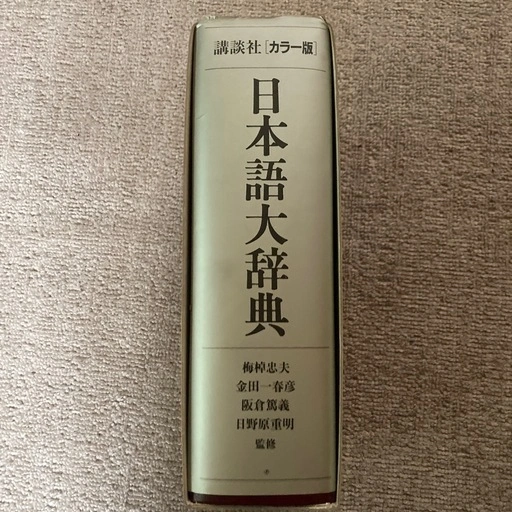 講談社［カラー版］
日本語大辞典
梅棹忠夫
金田一春彦
阪倉篤義
日野原重明
監修